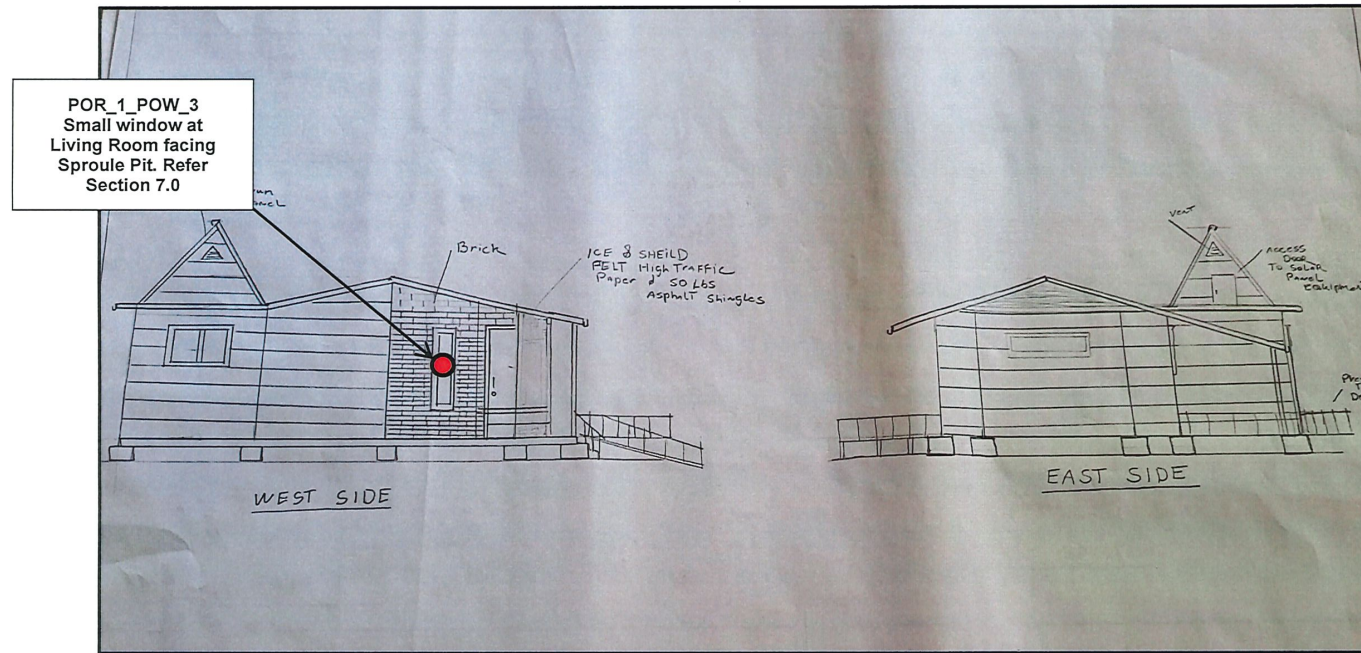 POR_1_POW_3
Small window at
Living Room facing
Sproule Pit. Refer
Section 7.0
Brick
ICE & SHEILD
FELT High Traffic
Paper & 50 Lbs
Asphalt Shingles
WEST SIDE
Vent
Access
Door
To Solar
Panel
EAST SIDE